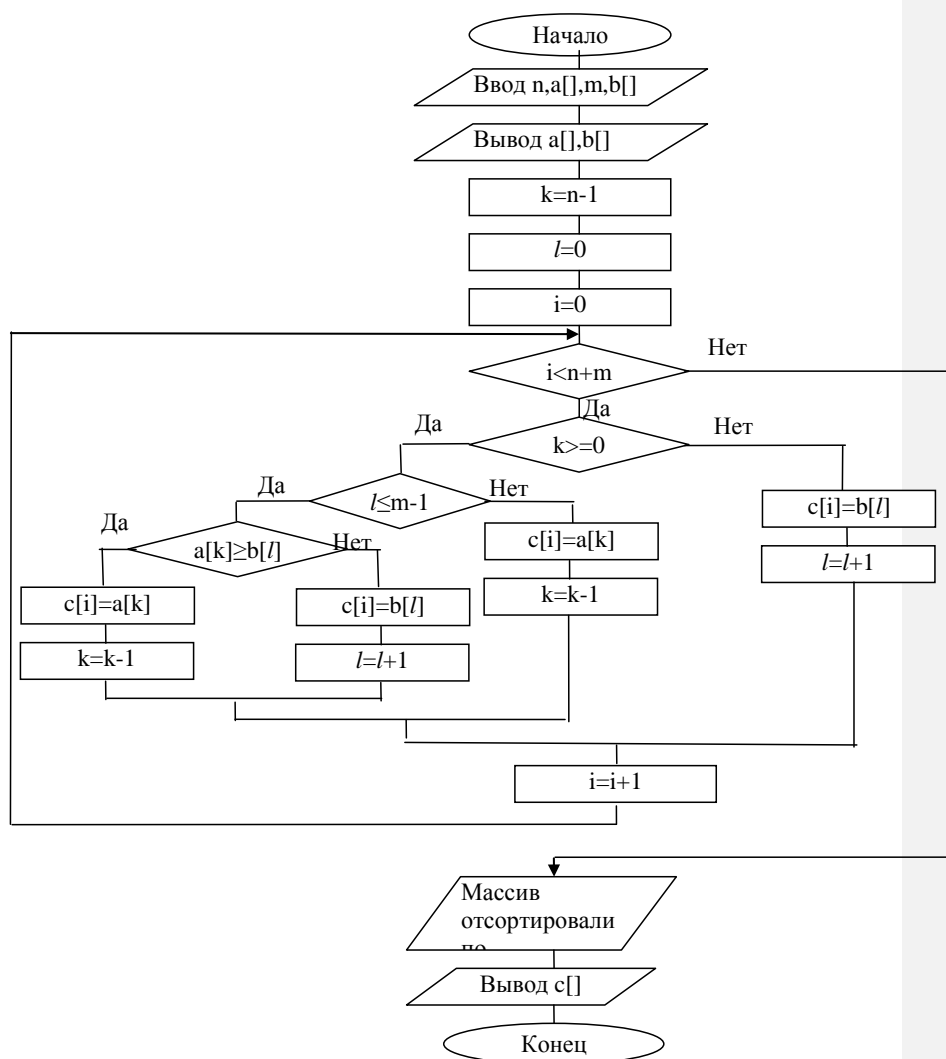 Начало
Ввод n,a[],m,b[]
Вывод a[],b[]
k=n-1
l=0
i=0
Нет
i<n+m
Да
Да
Нет
k>=0
Да
l≤m-1
Нет
c[i]=b[l]
Да
a[k]≥b[l]
Нет
c[i]=a[k]
l=l+1
c[i]=a[k]
c[i]=b[l]
k=k-1
k=k-1
l=l+1
i=i+1
Массив
отсортировали
по
Вывод c[]
Конец